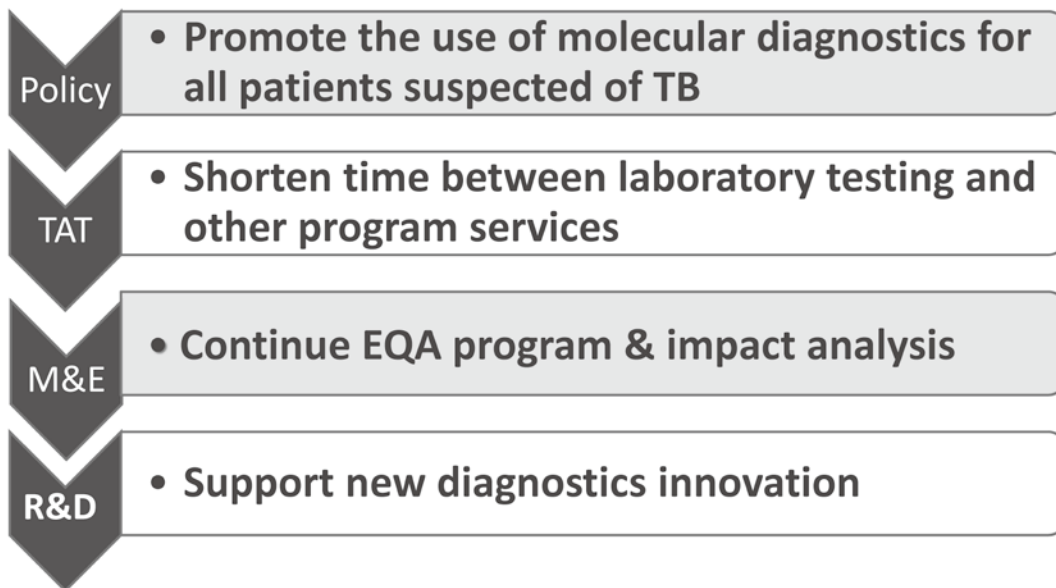 Policy
• Promote the use of molecular diagnostics for
all patients suspected of TB
TAT
• Shorten time between laboratory testing and
other program services
M&E
• Continue EQA program & impact analysis
R&D
• Support new diagnostics innovation